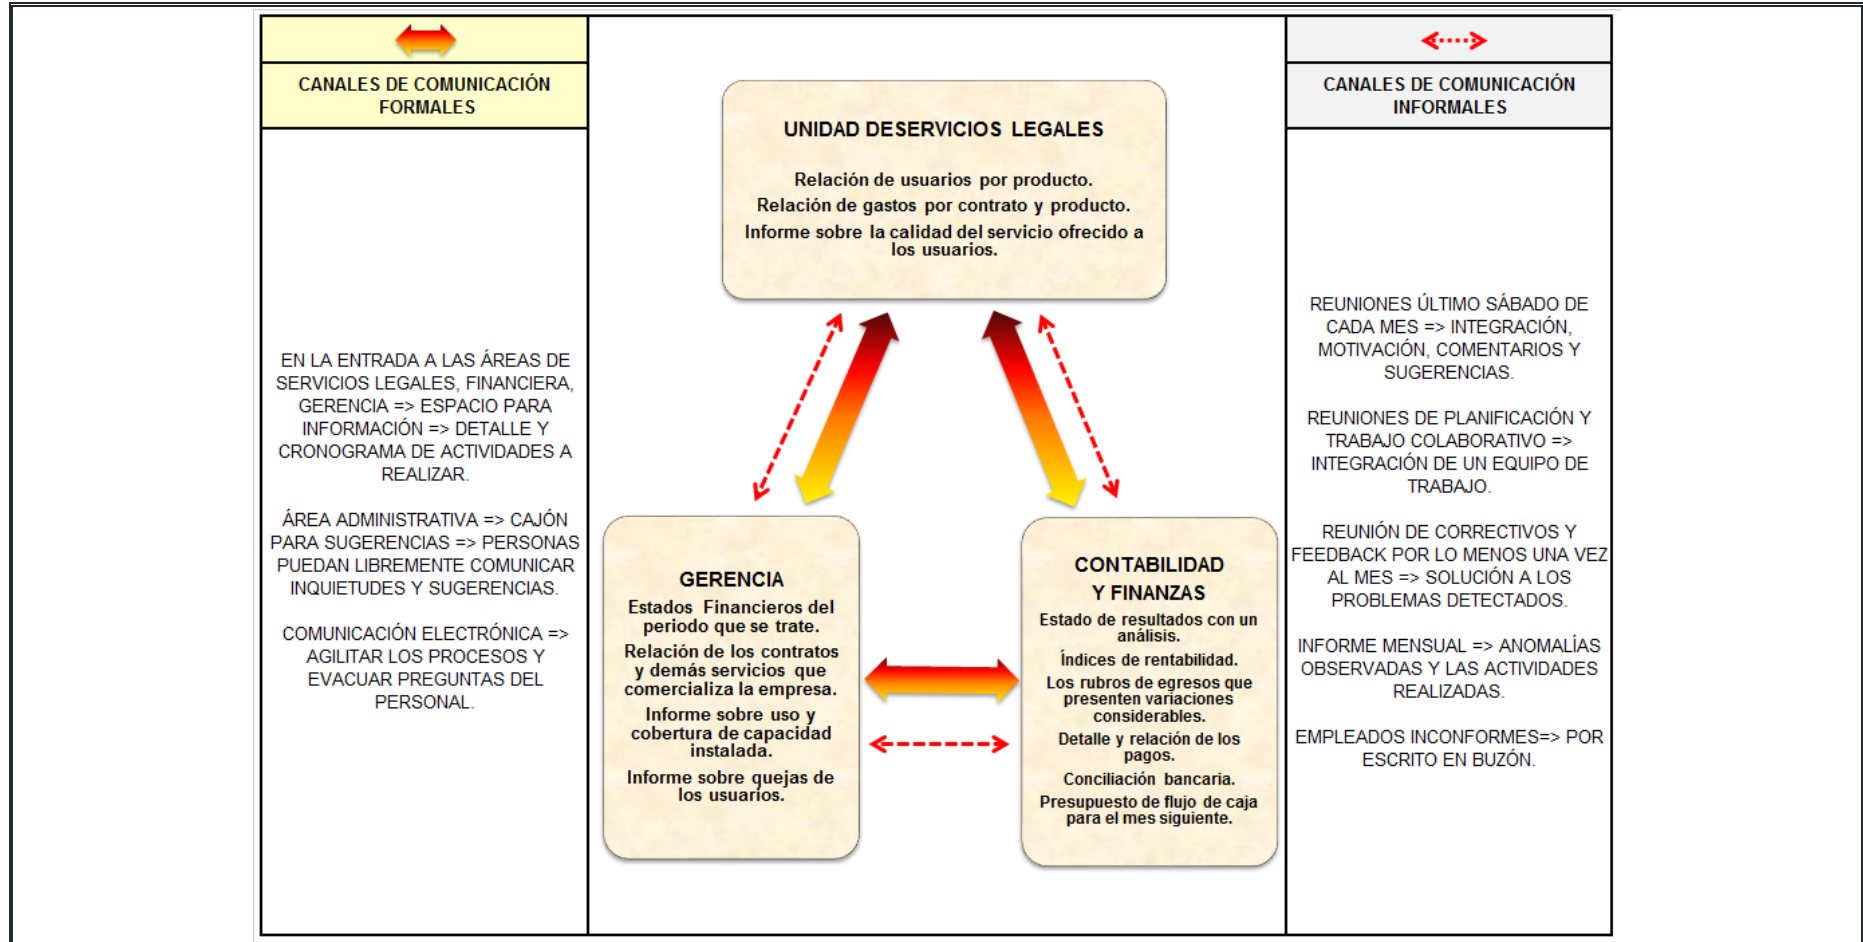 CANALES DE COMUNICACIÓN
FORMALES
EN LA ENTRADA A LAS ÁREAS DE
SERVICIOS LEGALES, FINANCIERA,
GERENCIA => ESPACIO PARA
INFORMACIÓN => DETALLE Y
CRONOGRAMA DE ACTIVIDADES A
REALIZAR.
ÁREA ADMINISTRATIVA => CAJÓN
PARA SUGERENCIAS => PERSONAS
PUEDAN LIBREMENTE COMUNICAR
INQUIETUDES Y SUGERENCIAS.
COMUNICACIÓN ELECTRÓNICA =>
AGILITAR LOS PROCESOS Y
EVACUAR PREGUNTAS DEL
PERSONAL.
UNIDAD DESERVICIOS LEGALES
Relación de usuarios por producto.
Relación de gastos por contrato y producto.
Informe sobre la calidad del servicio ofrecido a
los usuarios.
GERENCIA
Estados Financieros del
periodo que se trate.
Relación de los contratos
y demás servicios que
comercializa la empresa.
Informe sobre uso y
cobertura de capacidad
instalada.
Informe sobre quejas de
los usuarios.
CONTABILIDAD
Y FINANZAS
Estado de resultados con un
análisis.
Índices de rentabilidad.
Los rubros de egresos que
presenten variaciones
considerables.
Detalle y relación de los
pagos.
Conciliación bancaria.
Presupuesto de flujo de caja
para el mes siguiente.
CANALES DE COMUNICACIÓN
INFORMALES
REUNIONES ÚLTIMO SÁBADO DE
CADA MES => INTEGRACIÓN,
MOTIVACIÓN, COMENTARIOS Y
SUGERENCIAS.
REUNIONES DE PLANIFICACIÓN Y
TRABAJO COLABORATIVO =>
INTEGRACIÓN DE UN EQUIPO DE
TRABAJO.
REUNIÓN DE CORRECTIVOS Y
FEEDBACK POR LO MENOS UNA VEZ
AL MES => SOLUCIÓN A LOS
PROBLEMAS DETECTADOS.
INFORME MENSUAL => ANOMALÍAS
OBSERVADAS Y LAS ACTIVIDADES
REALIZADAS.
EMPLEADOS INCONFORMES=> POR
ESCRITO EN BUZÓN.